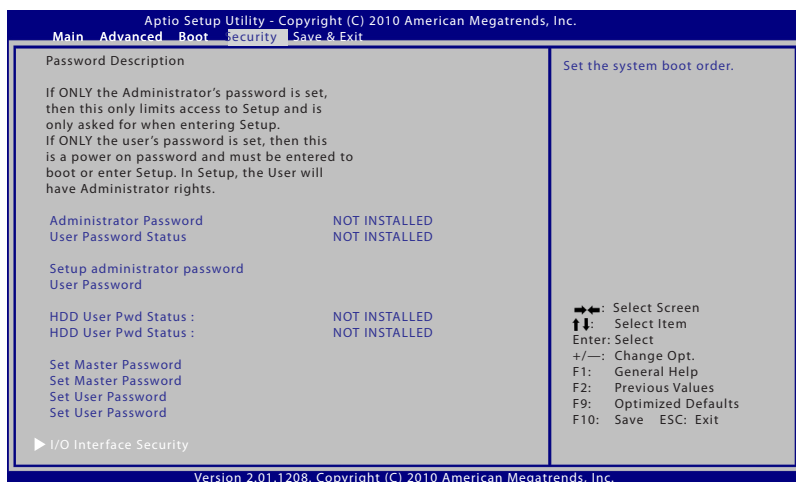 Aptio Setup Utility - Copyright (C) 2010 American Megatrends, Inc.
Main Advanced Boot Security Save & Exit
Password Description
If ONLY the Administrator's password is set,
then this only limits access to Setup and is
only asked for when entering Setup.
If ONLY the user's password is set, then this
is a power on password and must be entered to
boot or enter Setup. In Setup, the User will
have Administrator rights.
Administrator Password NOT INSTALLED
User Password Status NOT INSTALLED
Setup administrator password
User Password
HDD User Pwd Status : NOT INSTALLED
HDD User Pwd Status : NOT INSTALLED
Set Master Password
Set Master Password
Set User Password
Set User Password
I/O Interface Security
Set the system boot order.
→←: Select Screen
↑↓: Select Item
Enter: Select
+/—: Change Opt.
F1: General Help
F2: Previous Values
F9: Optimized Defaults
F10: Save ESC: Exit
Version 2.01.1208. Copyright (C) 2010 American Megatrends, Inc.